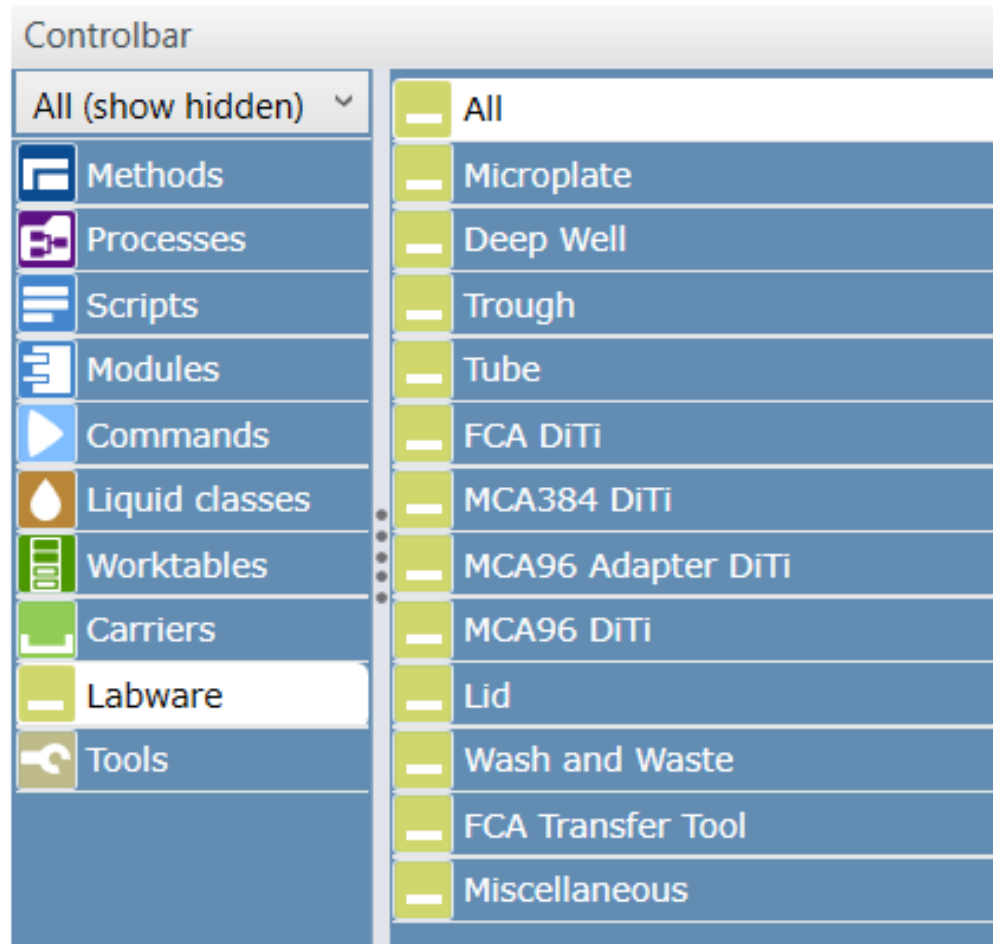 Controlbar
All (show hidden)
Methods
Processes
Scripts
Modules
Commands
Liquid classes
Worktables
Carriers
Labware
Tools
All
Microplate
Deep Well
Trough
Tube
FCA DiTi
MCA384 DiTi
MCA96 Adapter DiTi
MCA96 DiTi
Lid
Wash and Waste
FCA Transfer Tool
Miscellaneous